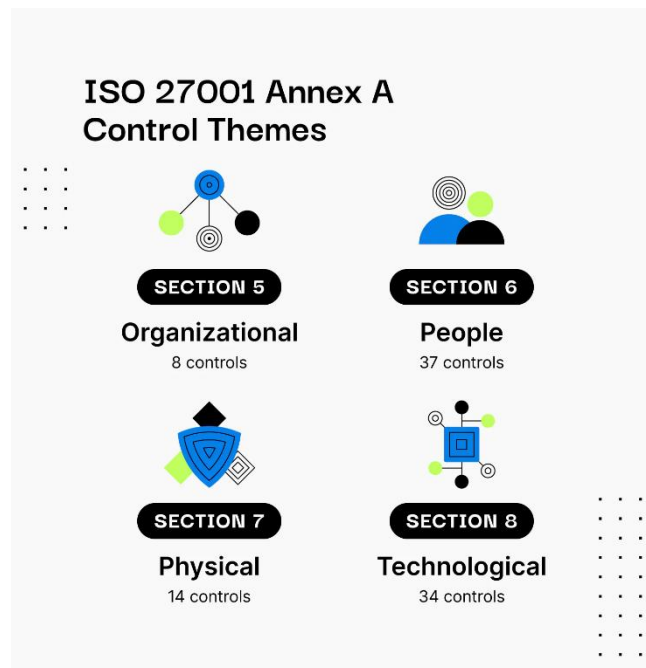 ISO 27001 Annex A
Control Themes
SECTION 5
Organizational
8 controls
SECTION 6
People
37 controls
SECTION 7
Physical
14 controls
SECTION 8
Technological
34 controls